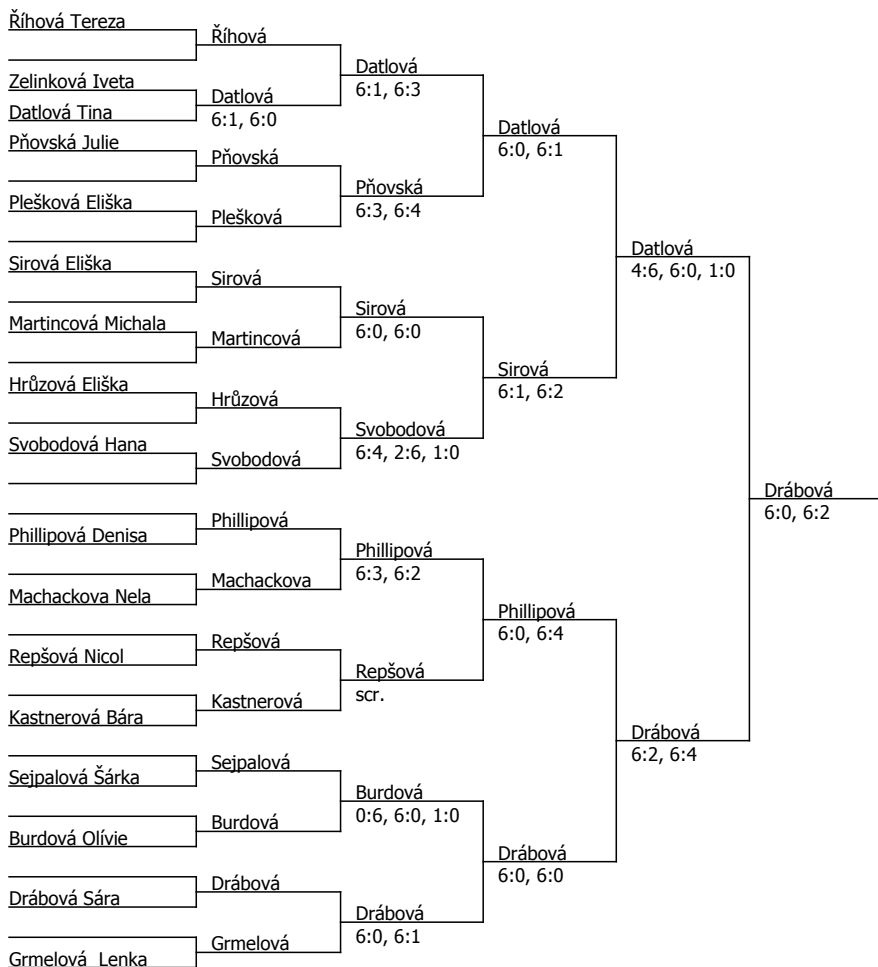 Říhová Tereza
Říhová
Datlová
6:1, 6:3
Zelinková Iveta
Datlová
6:1, 6:0
Datlová Tina
Datlová
6:0, 6:1
Pňovská Julie
Pňovská
Pňovská
6:3, 6:4
Plešková Eliška
Plešková
Datlová
4:6, 6:0, 1:0
Sirová Eliška
Sirová
Sirová
6:0, 6:0
Martincová Michala
Martincová
Sirová
6:1, 6:2
Hrůzová Eliška
Hrůzová
Svobodová
6:4, 2:6, 1:0
Svobodová Hana
Svobodová
Drábová
6:0, 6:2
Phillipová Denisa
Phillipová
Phillipová
6:3, 6:2
Machackova Nela
Machackova
Phillipová
6:0, 6:4
Repšová Nicol
Repšová
Repšová
scr.
Kastnerová Bára
Kastnerová
Drábová
6:2, 6:4
Sejpalová Šárka
Sejpalová
Burdová
0:6, 6:0, 1:0
Burdová Olívie
Burdová
Drábová
6:0, 6:0
Drábová Sára
Drábová
Drábová
6:0, 6:1
Grmelová  Lenka
Grmelová